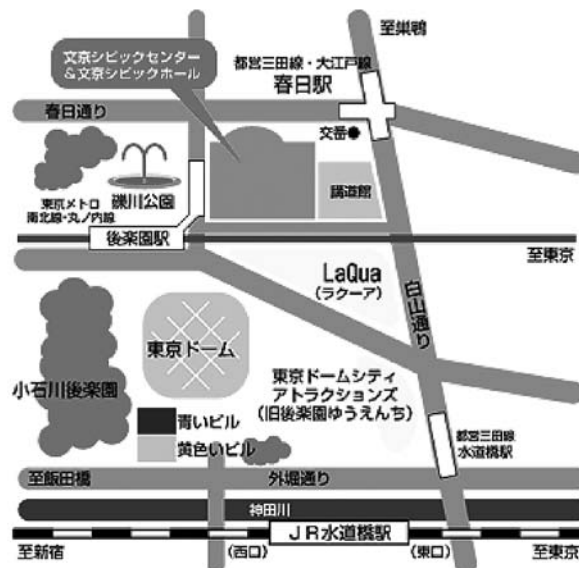 至巣鴨
文京シビックセンター
&文京シビックホール
都営三田線・大江戸線
春日駅
春日通り
交番
東京メトロ
南北線・丸ノ内線
礫川公園
講道館
後楽園駅
至東京
LaQua
(ラクーア)
白山通り
東京ドーム
小石川後楽園
東京ドームシティ
アトラクションズ
(旧後楽園ゆうえんち)
青いビル
黄色いビル
都営三田線
水道橋駅
至飯田橋
外堀通り
神田川
JR水道橋駅
至新宿
(西口)
(東口)
至東京